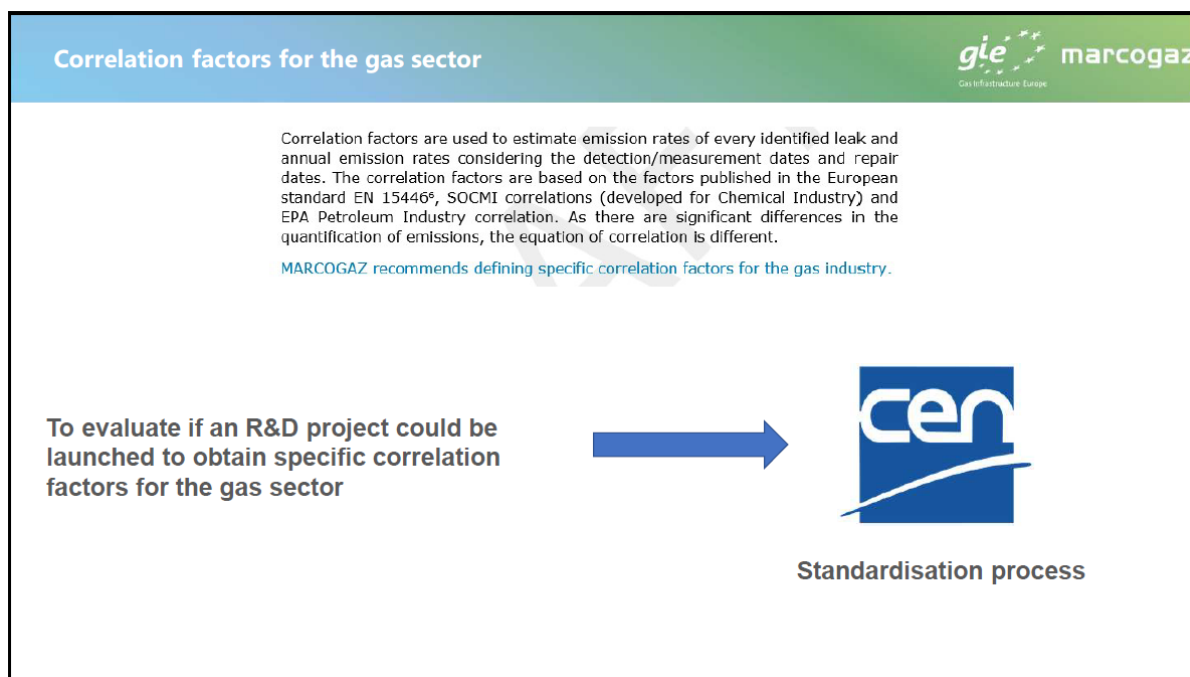 Correlation factors for the gas sector
gie
Gas Infrastructure Europe
marcogaz
Correlation factors are used to estimate emission rates of every identified leak and
annual emission rates considering the detection/measurement dates and repair
dates. The correlation factors are based on the factors published in the European
standard EN 15446⁶, SOCMI correlations (developed for Chemical Industry) and
EPA Petroleum Industry correlation. As there are significant differences in the
quantification of emissions, the equation of correlation is different.
MARCOGAZ recommends defining specific correlation factors for the gas industry.
To evaluate if an R&D project could be
launched to obtain specific correlation
factors for the gas sector
cen
Standardisation process